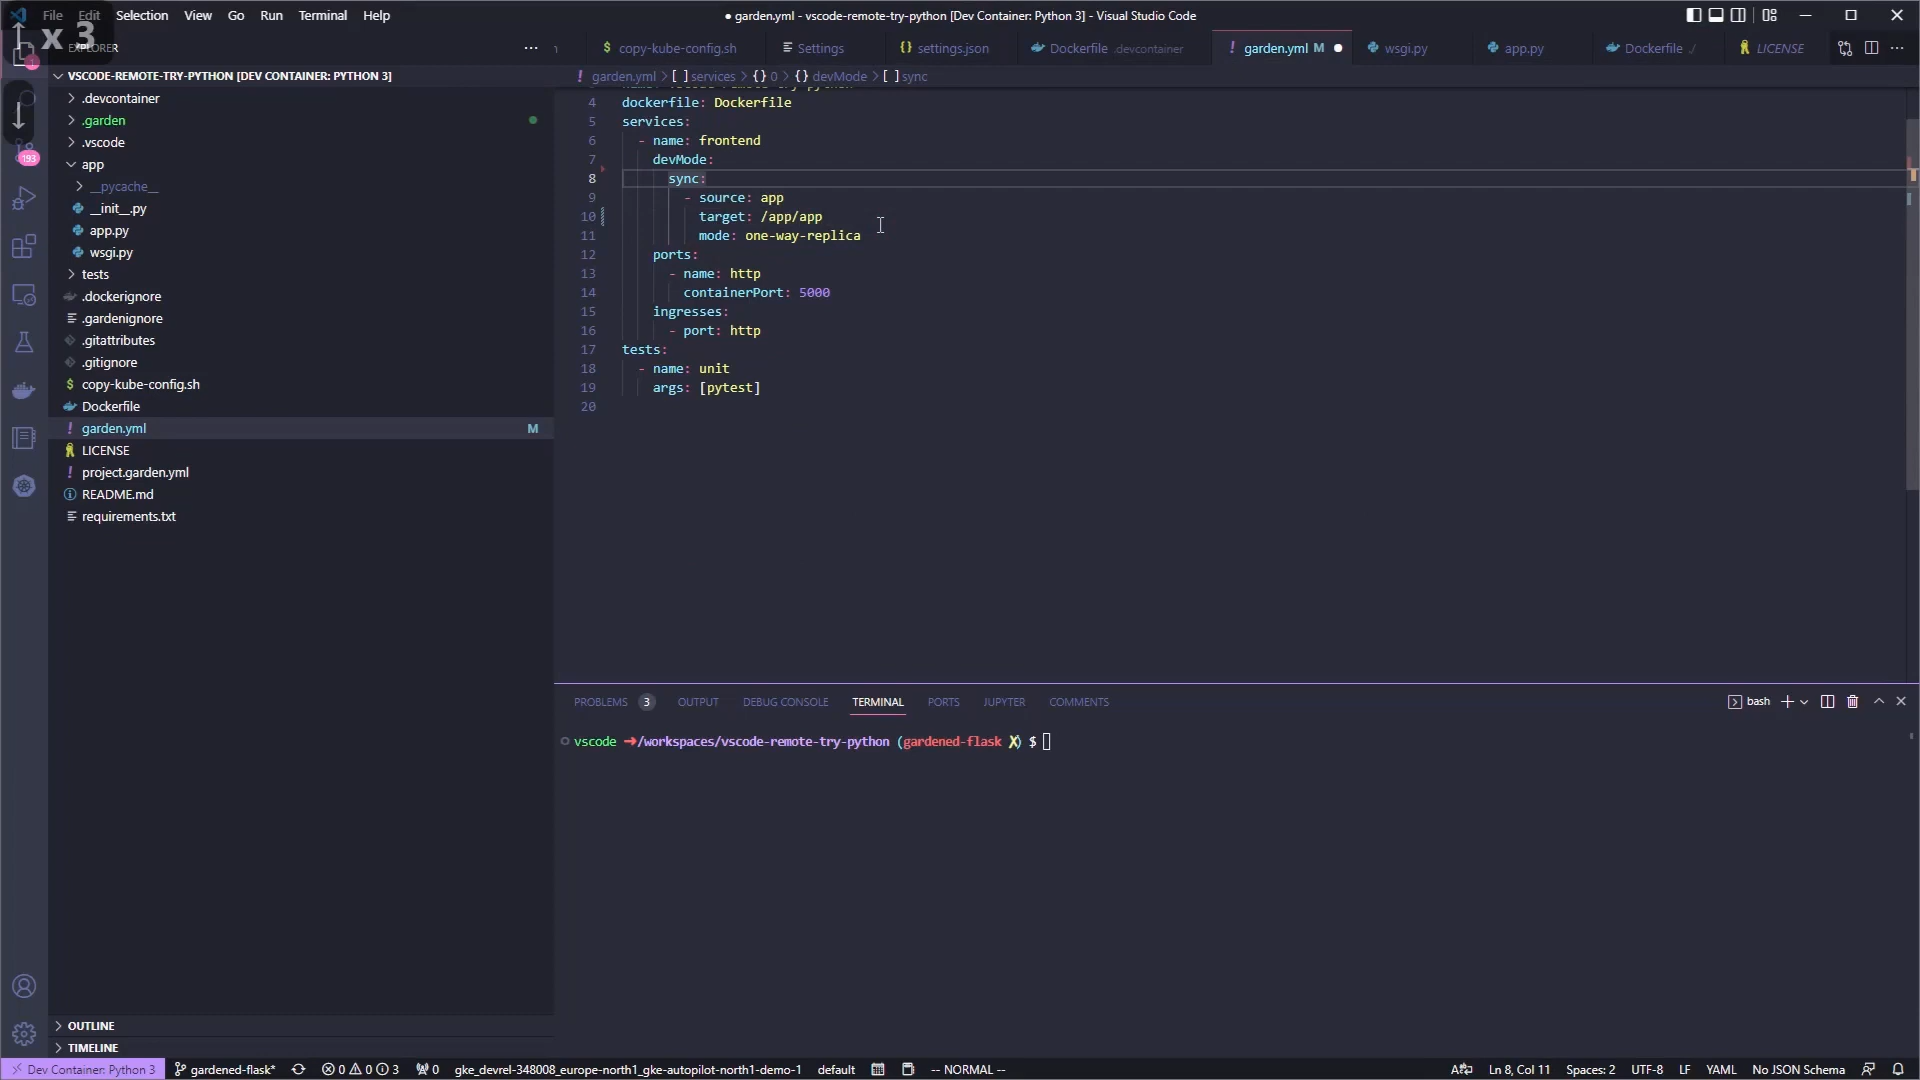 File Edit Selection View Go Run Terminal Help
● garden.yml - vscode-remote-try-python [Dev Container: Python 3] - Visual Studio Code
x 3
EXPLORER
copy-kube-config.sh
Settings
settings.json
Dockerfile .devcontainer
garden.yml M
wsgi.py
app.py
Dockerfile ./
LICENSE
VSCODE-REMOTE-TRY-PYTHON [DEV CONTAINER: PYTHON 3]
.devcontainer
.garden
.vscode
app
__pycache__
__init__.py
app.py
wsgi.py
tests
.dockerignore
.gardenignore
.gitattributes
.gitignore
copy-kube-config.sh
Dockerfile
garden.yml M
LICENSE
project.garden.yml
README.md
requirements.txt
OUTLINE
TIMELINE
1
193
garden.yml > [ ] services > {} 0 > {} devMode > [ ] sync
4 dockerfile: Dockerfile
5 services:
6 - name: frontend
7 devMode:
8 sync:
9 - source: app
10 target: /app/app
11 mode: one-way-replica
12 ports:
13 - name: http
14 containerPort: 5000
15 ingresses:
16 - port: http
17 tests:
18 - name: unit
19 args: [pytest]
20
PROBLEMS 3 OUTPUT DEBUG CONSOLE TERMINAL PORTS JUPYTER COMMENTS
bash
vscode ➜/workspaces/vscode-remote-try-python (gardened-flask ✗) $
Dev Container: Python 3 gardened-flask* 0 0 3 0 gke_devrel-348008_europe-north1_gke-autopilot-north1-demo-1 default -- NORMAL --
Ln 8, Col 11 Spaces: 2 UTF-8 LF YAML No JSON Schema